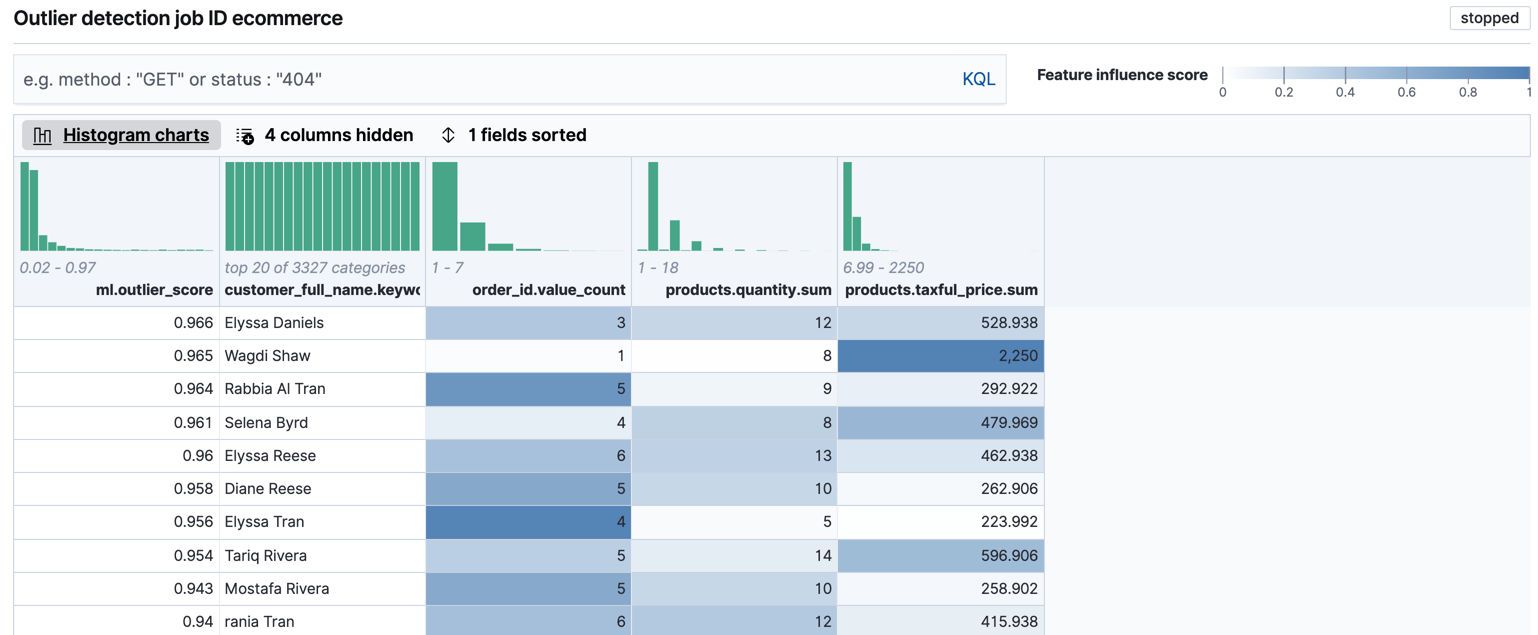 Outlier detection job ID ecommerce
stopped
e.g. method : "GET" or status : "404"
KQL
Feature influence score
0 0.2 0.4 0.6 0.8 1
Histogram charts 4 columns hidden 1 fields sorted
0.02 - 0.97 top 20 of 3327 categories 1 - 7 1 - 18 6.99 - 2250
ml.outlier_score customer_full_name.keywo order_id.value_count products.quantity.sum products.taxful_price.sum
0.966 Elyssa Daniels 3 12 528.938
0.965 Wagdi Shaw 1 8 2,250
0.964 Rabbia Al Tran 5 9 292.922
0.961 Selena Byrd 4 8 479.969
0.96 Elyssa Reese 6 13 462.938
0.958 Diane Reese 5 10 262.906
0.956 Elyssa Tran 4 5 223.992
0.954 Tariq Rivera 5 14 596.906
0.943 Mostafa Rivera 5 10 258.902
0.94 rania Tran 6 12 415.938